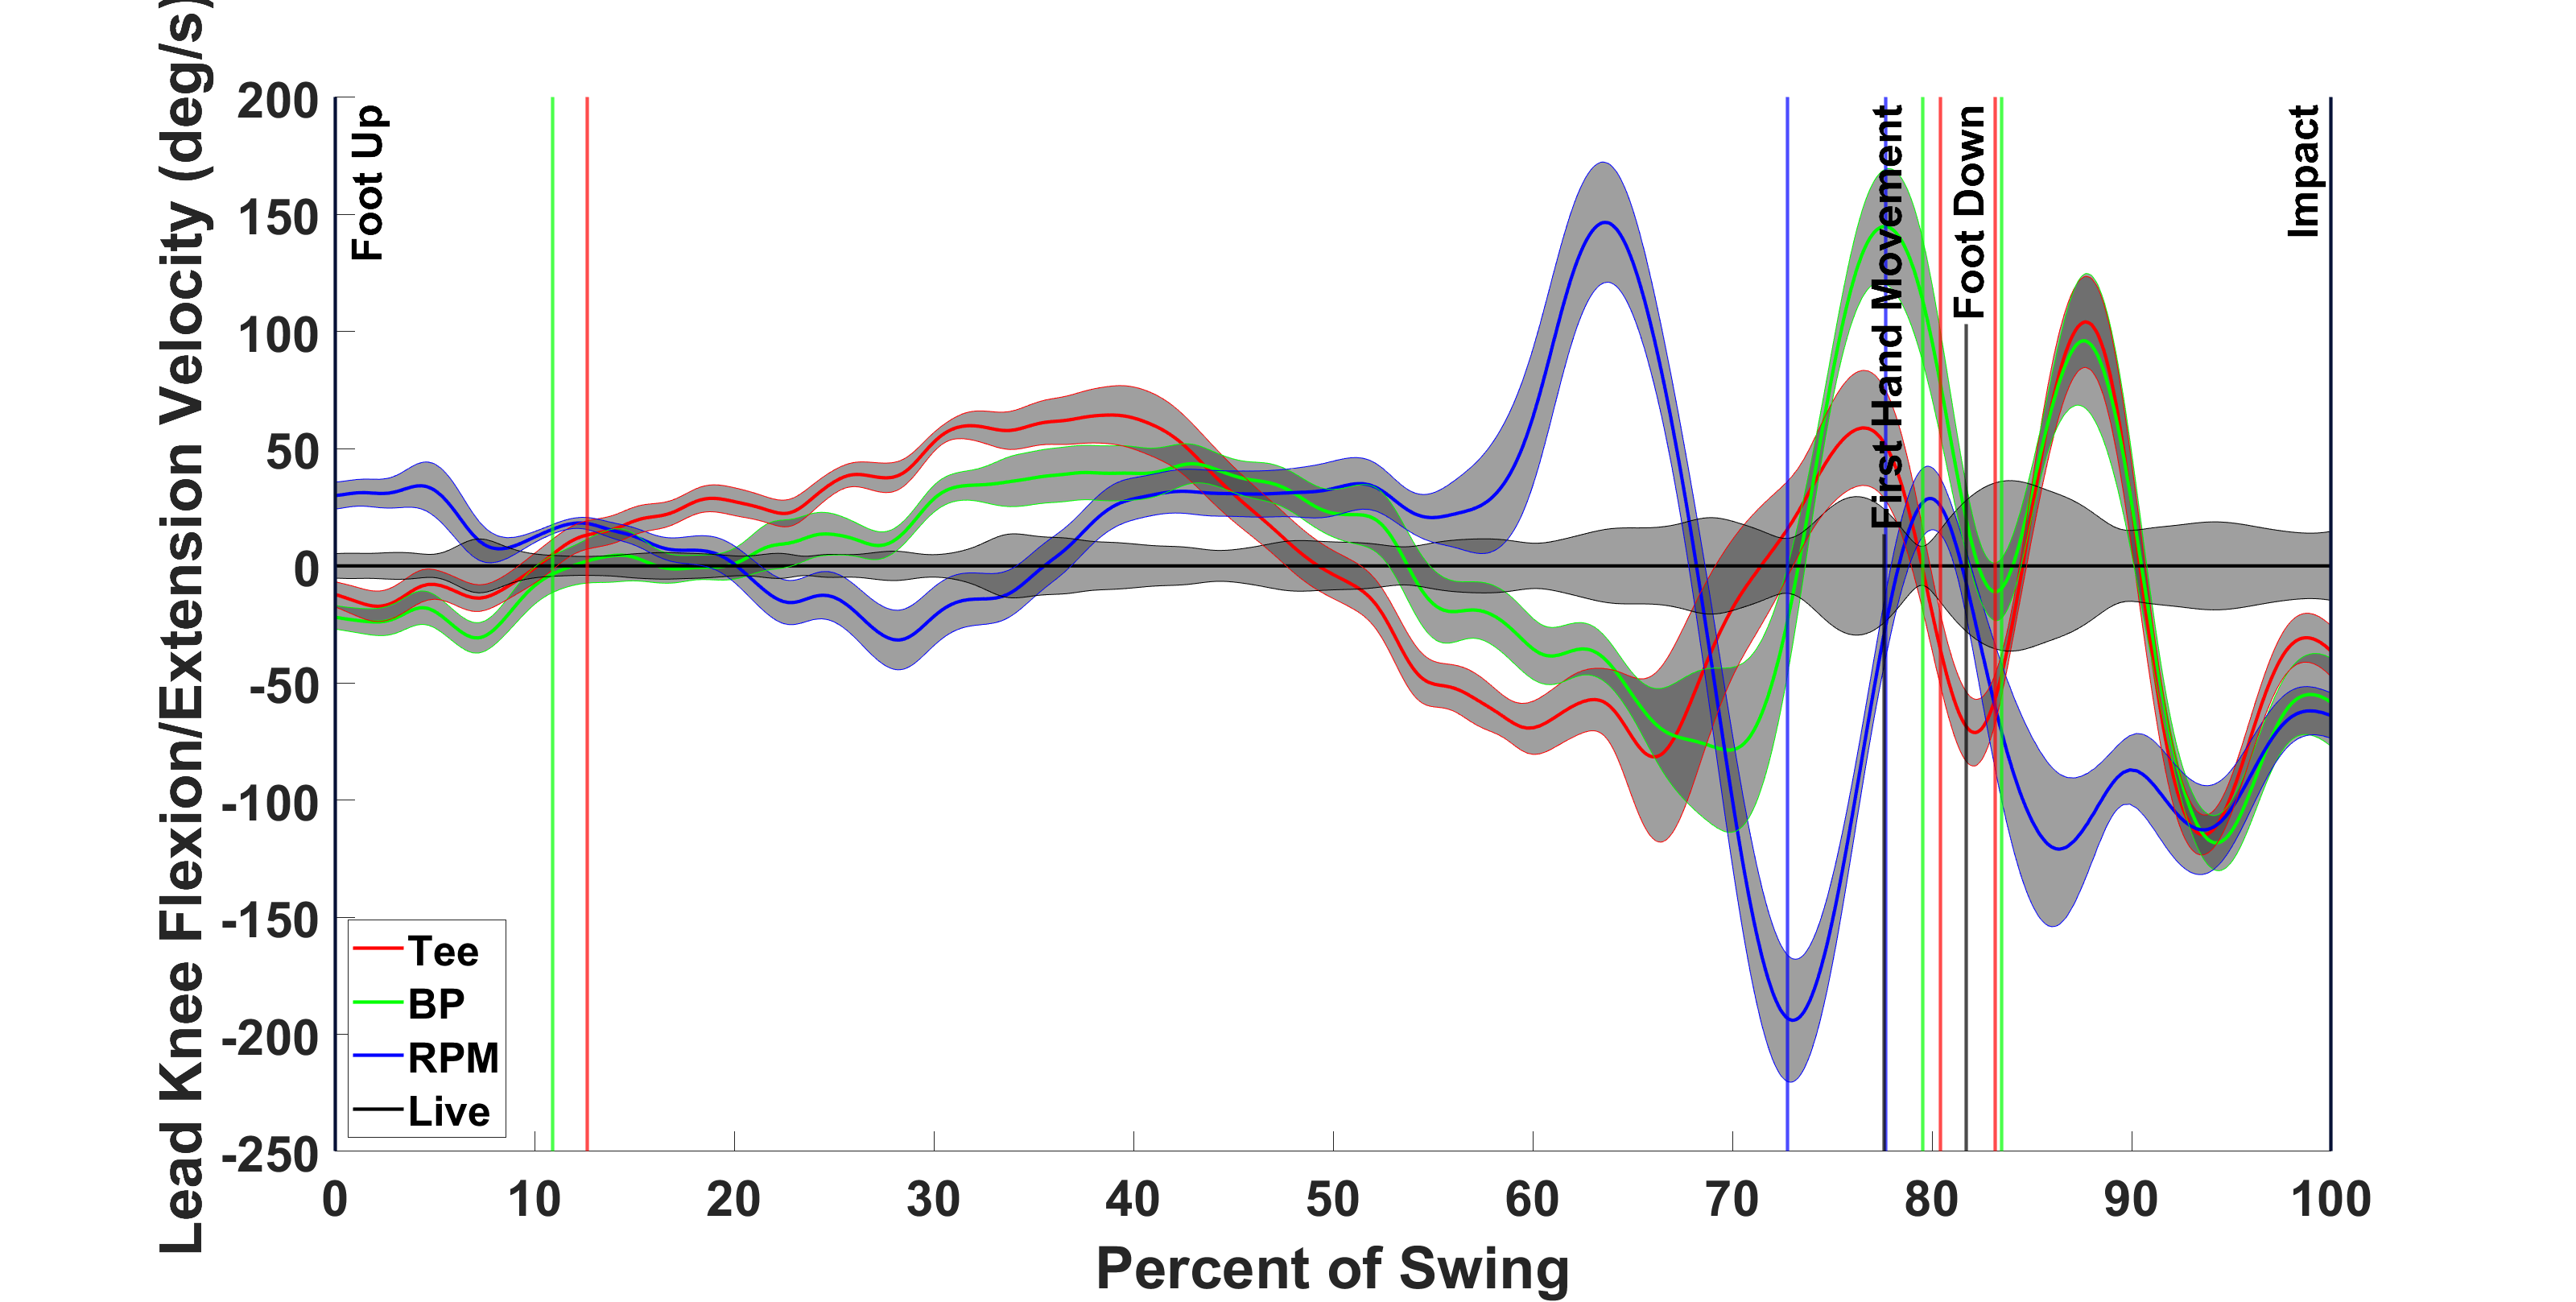 Lead Knee Flexion/Extension Velocity (deg/s)
200
150
100
50
0
-50
-100
-150
-200
-250
Foot Up
First Hand Movement
Foot Down
Impact
Tee
BP
RPM
Live
0 10 20 30 40 50 60 70 80 90 100
Percent of Swing